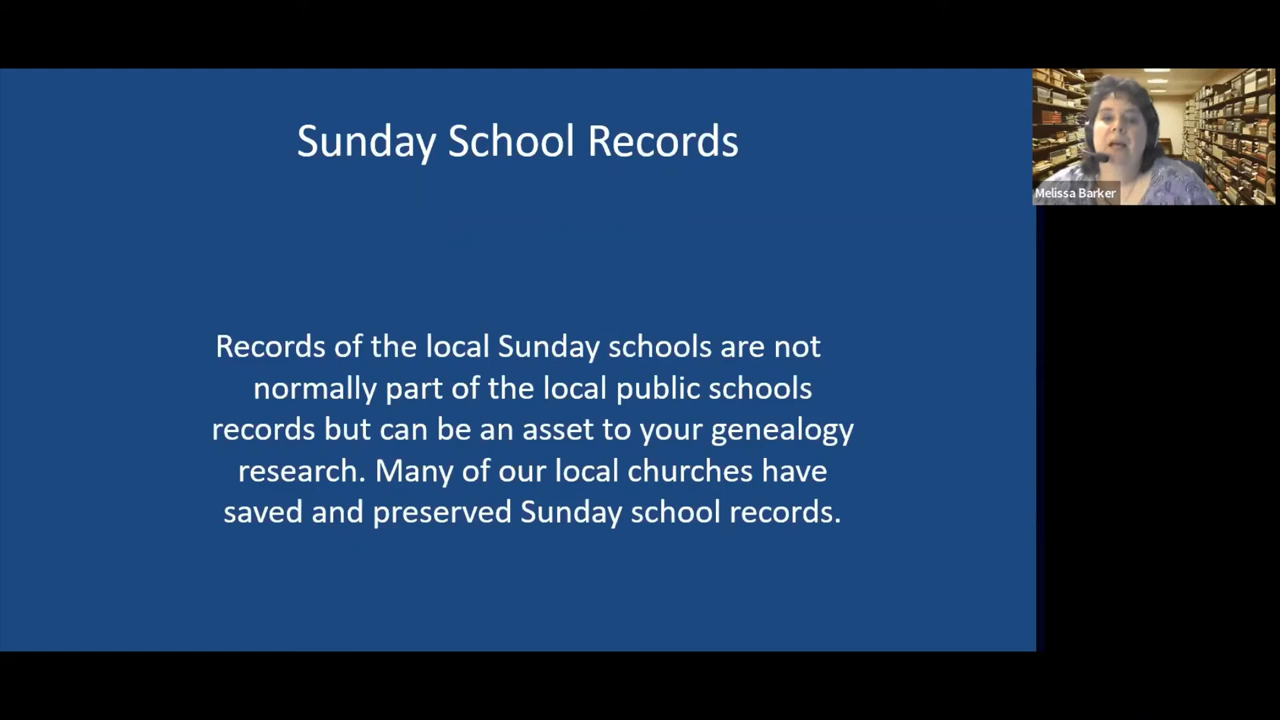 Sunday School Records
Melissa Barker
Records of the local Sunday schools are not
normally part of the local public schools
records but can be an asset to your genealogy
research. Many of our local churches have
saved and preserved Sunday school records.